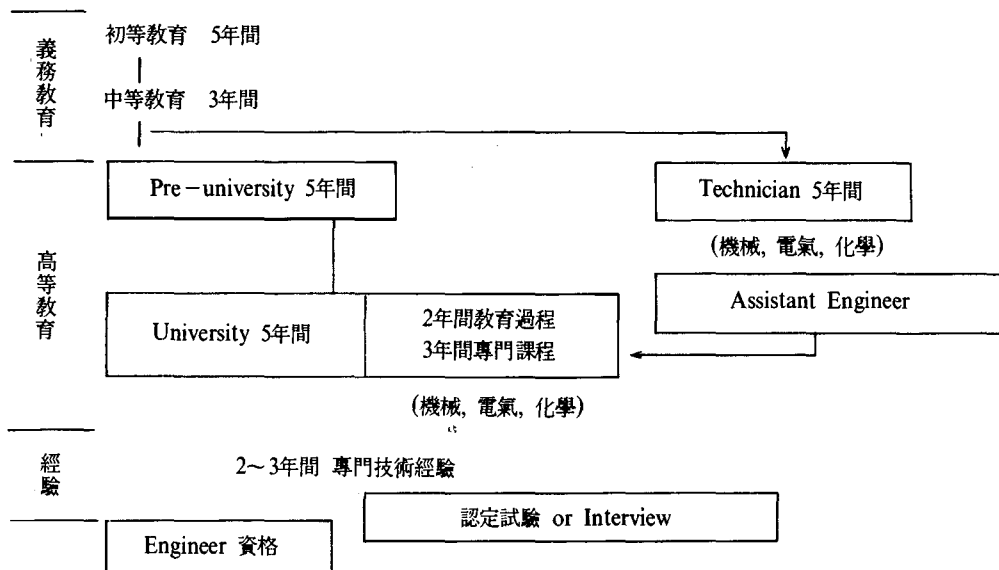 義務教育
初等敎育 5年間
中等敎育 3年間
Pre-university 5年間
Technician 5年間
(機械, 電氣, 化學)
高等敎育
Assistant Engineer
University 5年間
2年間敎育過程
3年間專門課程
(機械, 電氣, 化學)
經驗
2~3年間 專門技術經驗
認定試驗 or Interview
Engineer 資格